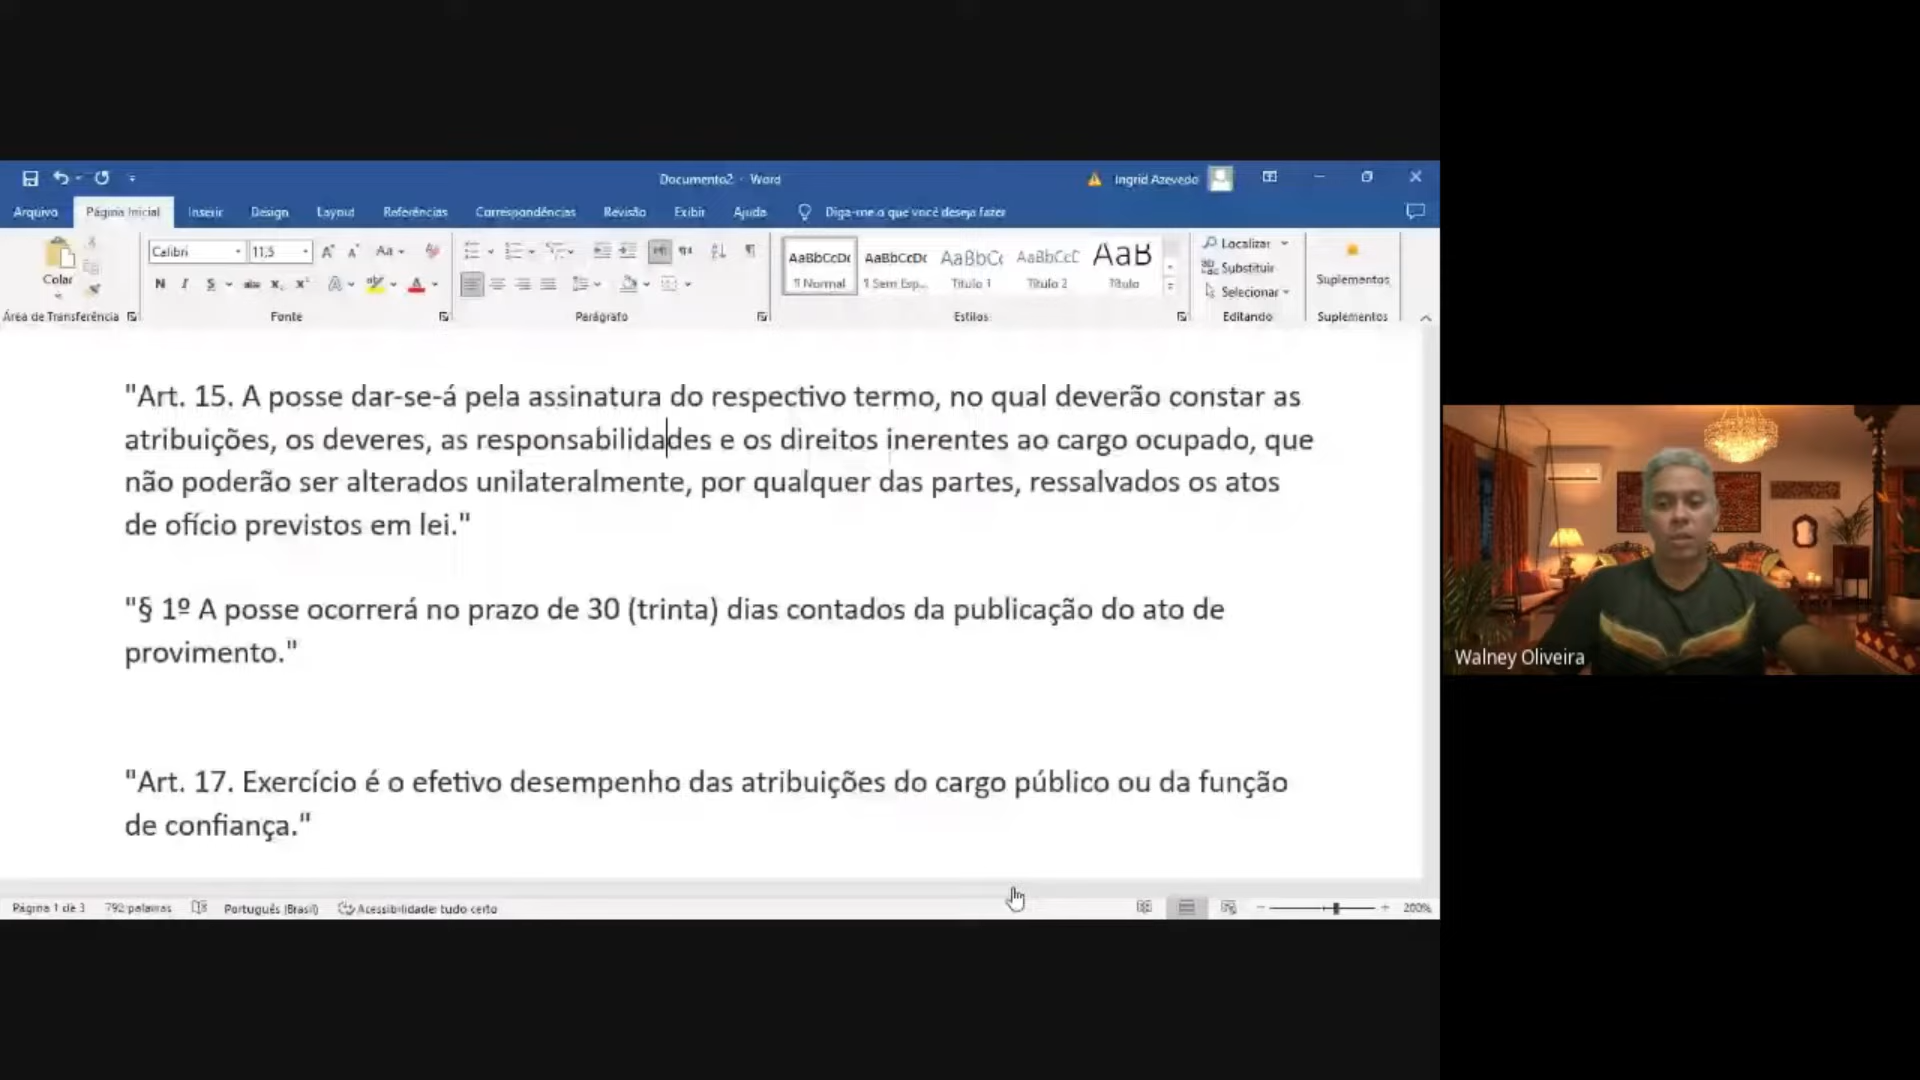 Documento2 - Word
Ingrid Azevedo
Arquivo Página Inicial Inserir Design Layout Referências Correspondências Revisão Exibir Ajuda Diga-me o que você deseja fazer
Colar
Área de Transferência
Calibri 11,5
Aa
N I S abc x x A A
Fonte
Parágrafo
AaBbCcDc AaBbCcDc AaBbCc AaBbCcC AaB
¶ Normal ¶ Sem Esp... Título 1 Título 2 Título
Estilos
Localizar
Substituir
Selecionar
Editando
Suplementos
Suplementos
"Art. 15. A posse dar-se-á pela assinatura do respectivo termo, no qual deverão constar as
atribuições, os deveres, as responsabilidades e os direitos inerentes ao cargo ocupado, que
não poderão ser alterados unilateralmente, por qualquer das partes, ressalvados os atos
de ofício previstos em lei."
"§ 1º A posse ocorrerá no prazo de 30 (trinta) dias contados da publicação do ato de
provimento."
"Art. 17. Exercício é o efetivo desempenho das atribuições do cargo público ou da função
de confiança."
Página 1 de 3 792 palavras Português (Brasil) Acessibilidade: tudo certo 200%
Walney Oliveira